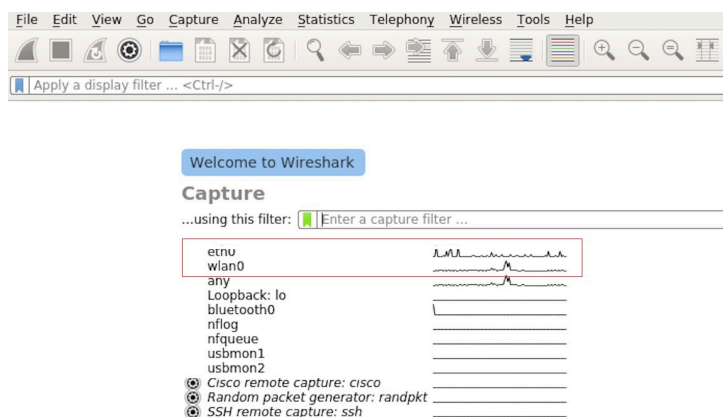 File Edit View Go Capture Analyze Statistics Telephony Wireless Tools Help
Apply a display filter ... <Ctrl-/>
Welcome to Wireshark
Capture
...using this filter: Enter a capture filter ...
eth0
wlan0
any
Loopback: lo
bluetooth0
nflog
nfqueue
usbmon1
usbmon2
Cisco remote capture: cisco
Random packet generator: randpkt
SSH remote capture: ssh